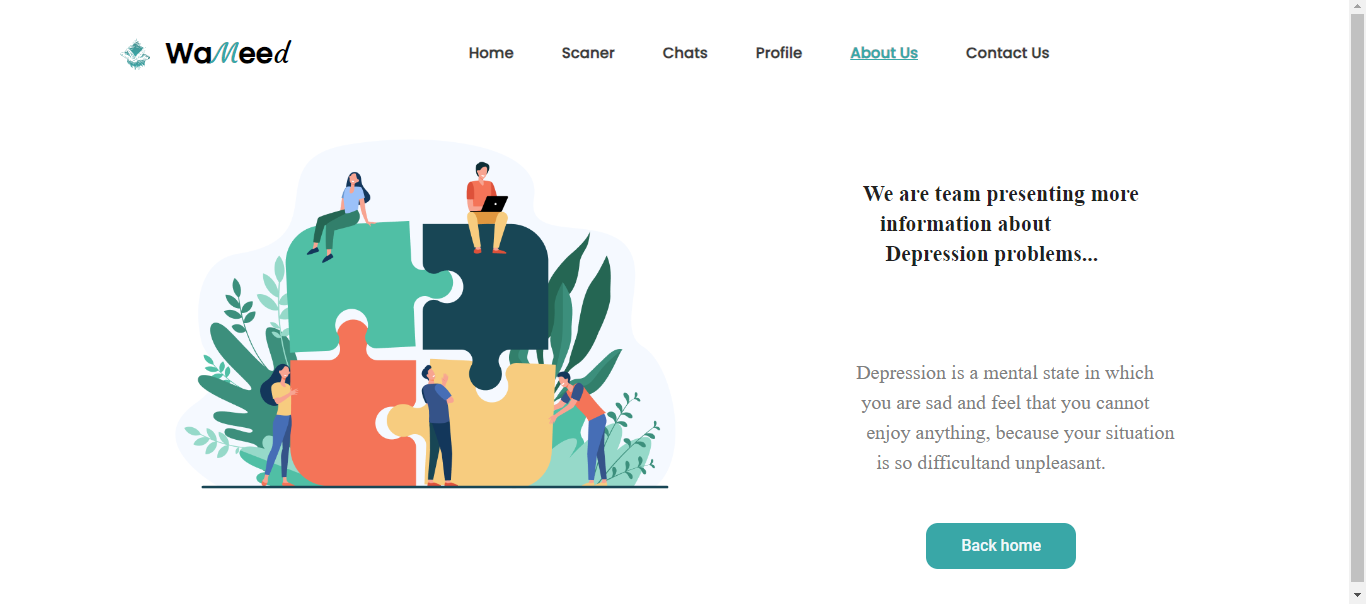 WaMeed
Home Scaner Chats Profile About Us Contact Us
We are team presenting more
information about
Depression problems...
Depression is a mental state in which
you are sad and feel that you cannot
enjoy anything, because your situation
is so difficultand unpleasant.
Back home